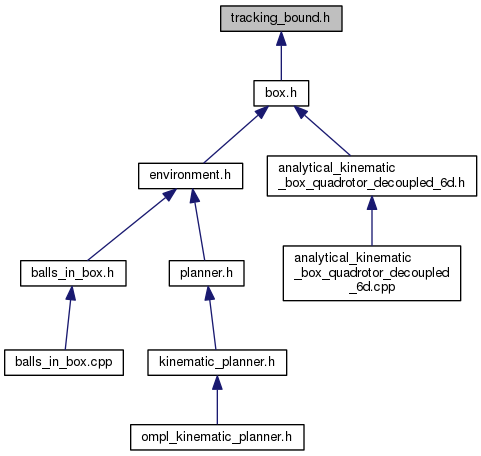 tracking_bound.h
box.h
environment.h
analytical_kinematic
_box_quadrotor_decoupled_6d.h
balls_in_box.h
planner.h
analytical_kinematic
_box_quadrotor_decoupled
_6d.cpp
balls_in_box.cpp
kinematic_planner.h
ompl_kinematic_planner.h